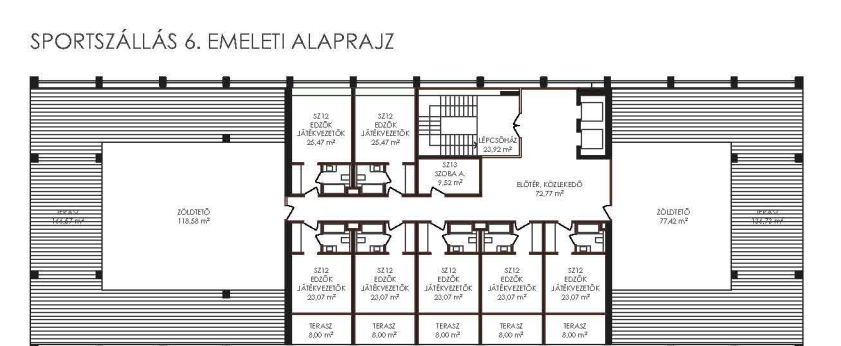 SPORTSZÁLLÁS 6. EMELETI ALAPRAJZ
SZ12
EDZŐK
JÁTÉKVEZETŐK
25,47 m²
SZ12
EDZŐK
JÁTÉKVEZETŐK
25,47 m²
LÉPCSŐHÁZ
23,92 m²
SZ13
SZOBA A.
9,52 m²
ELŐTÉR, KÖZLEKEDŐ
72,77 m²
TERASZ
ZÖLDTETŐ
118,58 m²
ZÖLDTETŐ
77,42 m²
TERASZ
SZ12
EDZŐK
JÁTÉKVEZETŐK
23,07 m²
SZ12
EDZŐK
JÁTÉKVEZETŐK
23,07 m²
SZ12
EDZŐK
JÁTÉKVEZETŐK
23,07 m²
SZ12
EDZŐK
JÁTÉKVEZETŐK
23,07 m²
SZ12
EDZŐK
JÁTÉKVEZETŐK
23,07 m²
TERASZ
8,00 m²
TERASZ
8,00 m²
TERASZ
8,00 m²
TERASZ
8,00 m²
TERASZ
8,00 m²